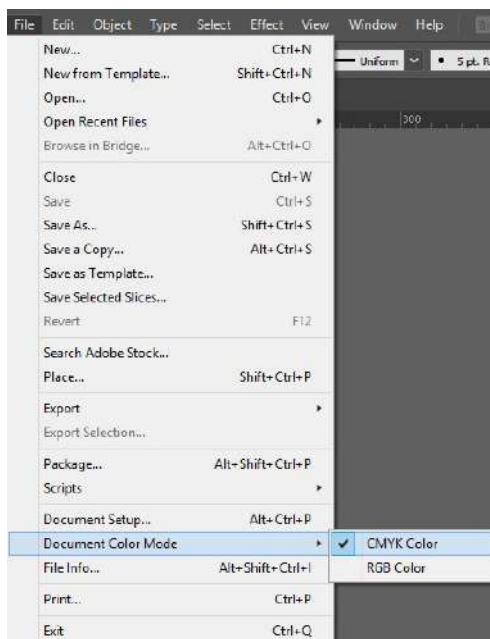 File Edit Object Type Select Effect View Window Help
Uniform 5 pt. R
New... Ctrl+N
New from Template... Shift+Ctrl+N
Open... Ctrl+O
Open Recent Files
300
Browse in Bridge... Alt+Ctrl+O
Close Ctrl+W
Save Ctrl+S
Save As... Shift+Ctrl+S
Save a Copy... Alt+Ctrl+S
Save as Template...
Save Selected Slices...
Revert F12
Search Adobe Stock...
Place... Shift+Ctrl+P
Export
Export Selection...
Package... Alt+Shift+Ctrl+P
Scripts
Document Setup... Alt+Ctrl+P
Document Color Mode CMYK Color
File Info... Alt+Shift+Ctrl+I RGB Color
Print... Ctrl+P
Exit Ctrl+Q